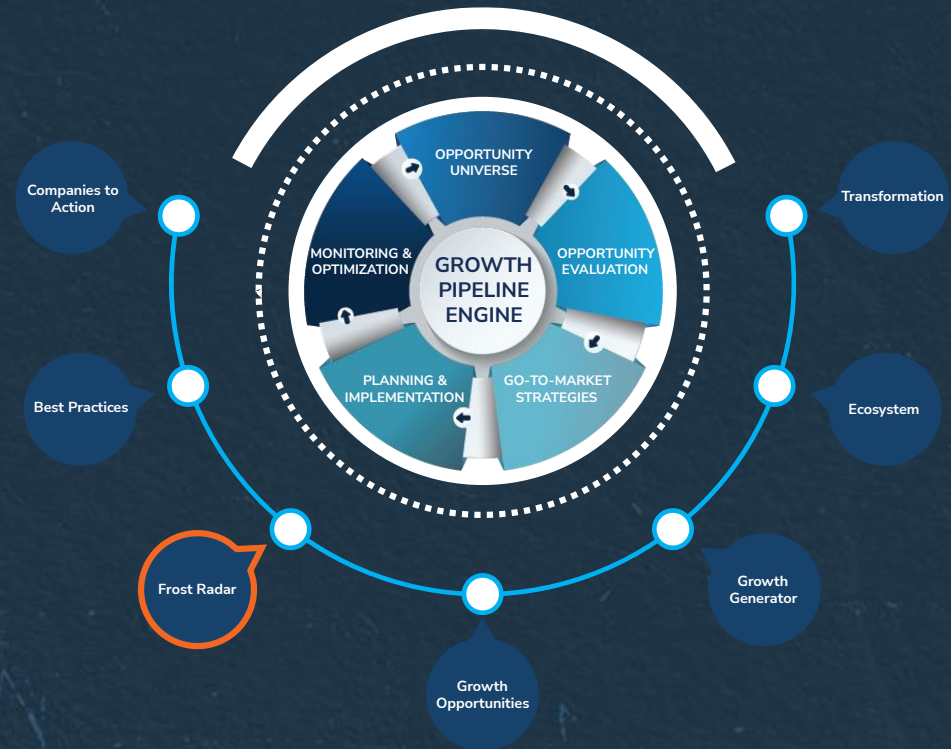 OPPORTUNITY
UNIVERSE
OPPORTUNITY
EVALUATION
GO-TO-MARKET
STRATEGIES
PLANNING &
IMPLEMENTATION
MONITORING &
OPTIMIZATION
GROWTH
PIPELINE
ENGINE
Companies to
Action
Best Practices
Frost Radar
Growth
Opportunities
Growth
Generator
Ecosystem
Transformation